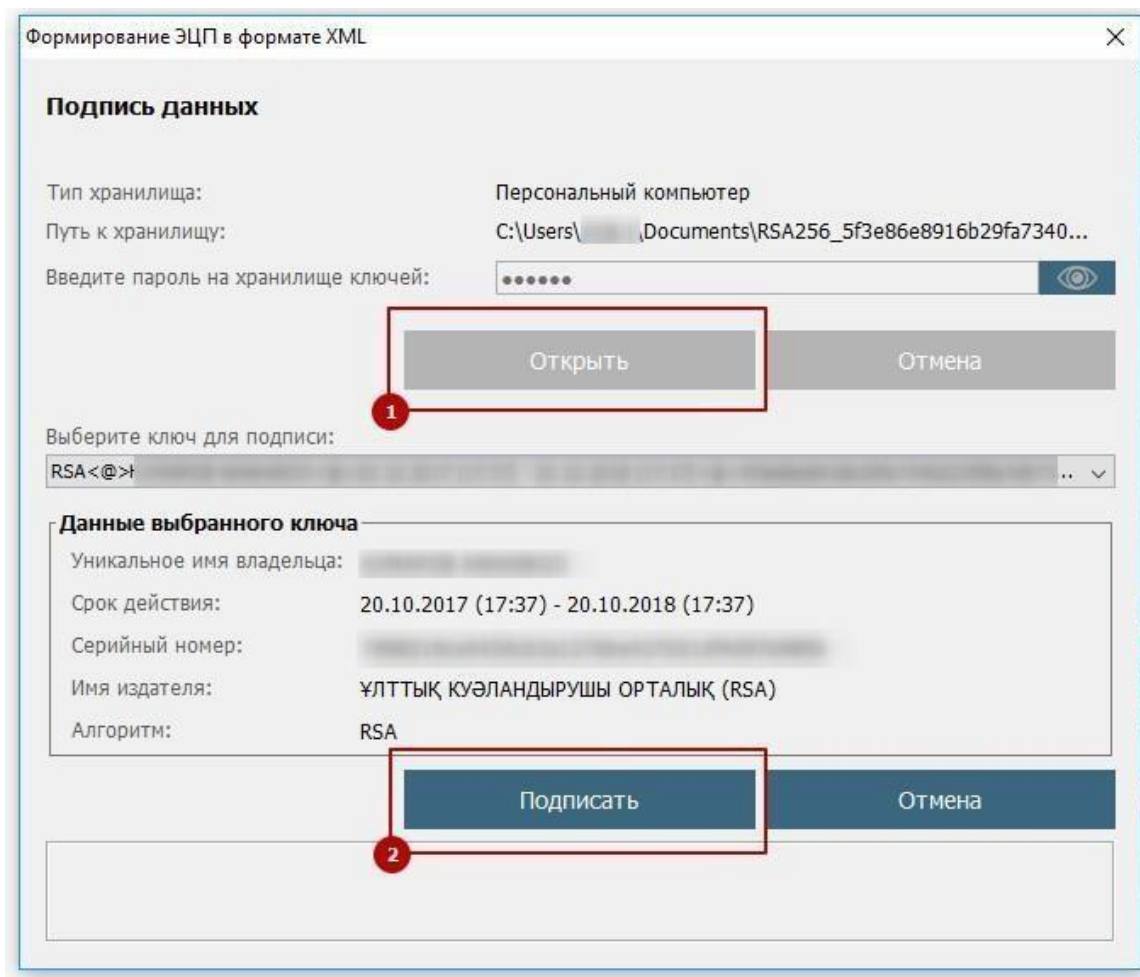 Формирование ЭЦП в формате XML
Подпись данных
Тип хранилища: Персональный компьютер
Путь к хранилищу: C:\Users\ \Documents\RSA256_5f3e86e8916b29fa7340...
Введите пароль на хранилище ключей: ●●●●●●
Открыть Отмена
1
Выберите ключ для подписи:
RSA<@> ..
Данные выбранного ключа
Уникальное имя владельца:
Срок действия: 20.10.2017 (17:37) - 20.10.2018 (17:37)
Серийный номер:
Имя издателя: ҰЛТТЫҚ КУӘЛАНДЫРУШЫ ОРТАЛЫҚ (RSA)
Алгоритм: RSA
Подписать Отмена
2